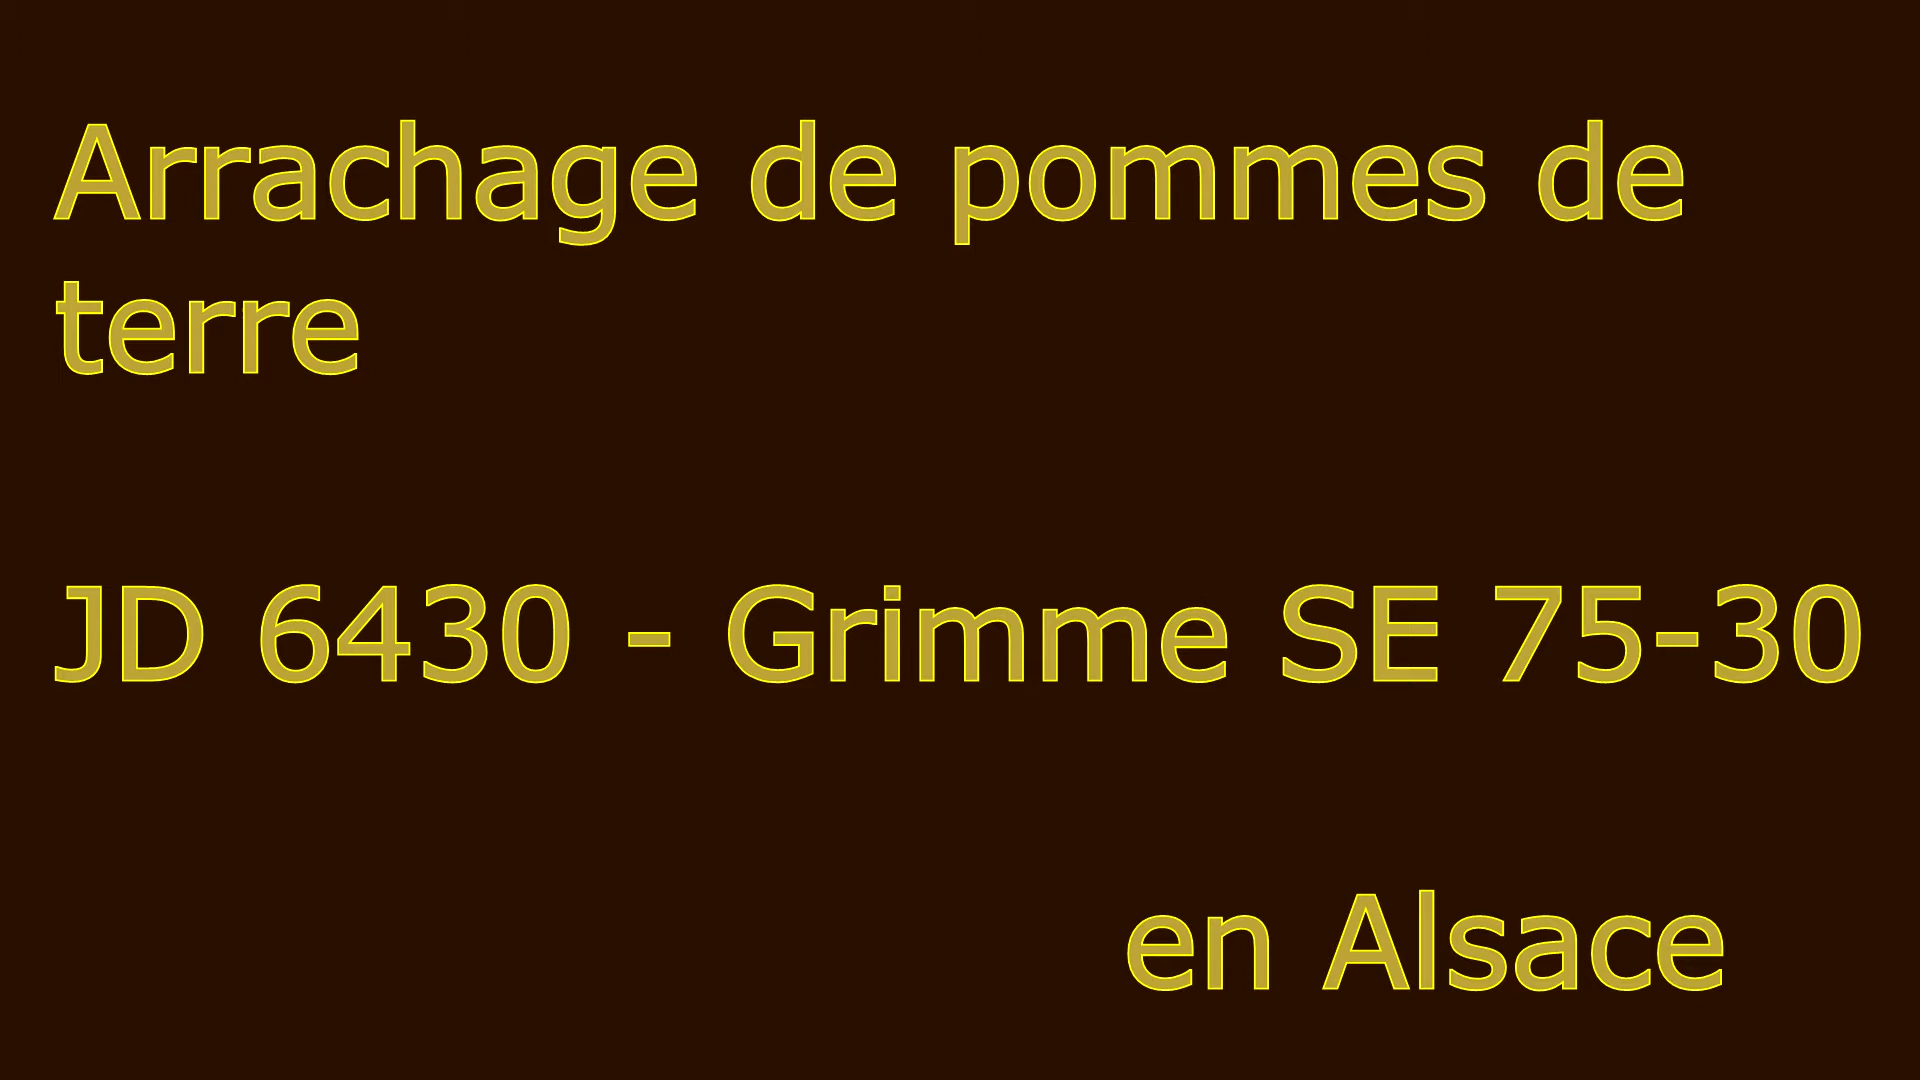 Arrachage de pommes de
terre
JD 6430 - Grimme SE 75-30
en Alsace